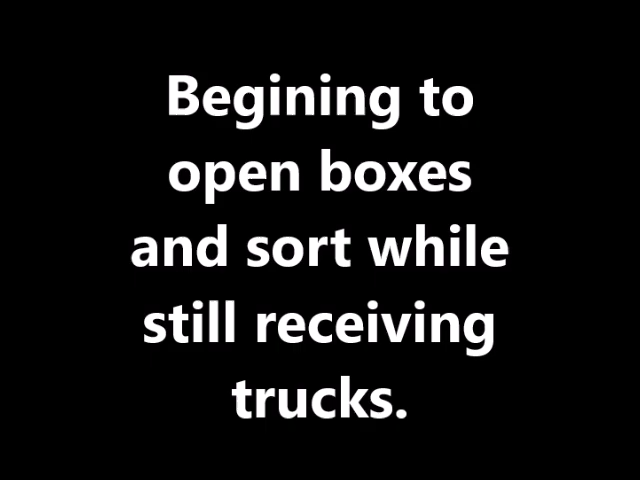 Begining to
open boxes
and sort while
still receiving
trucks.